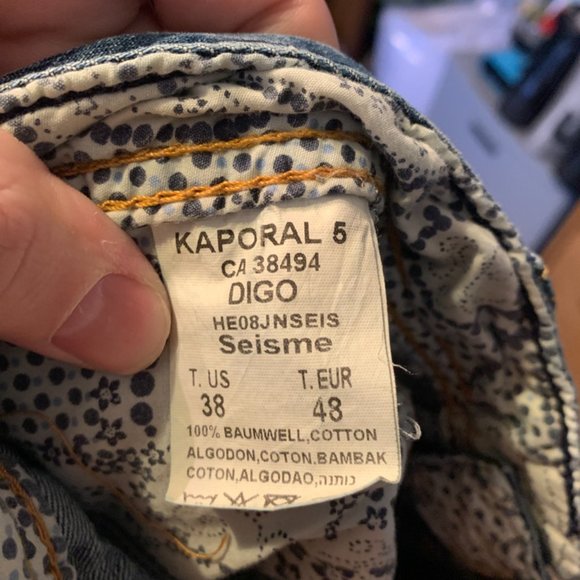 KAPORAL 5
CA 38494
DIGO
HE08JNSEIS
Seisme
T. US T. EUR
38 48
100% BAUMWELL,COTTON
ALGODON,COTON.BAMBAK
COTON,ALGODAO,כותנה